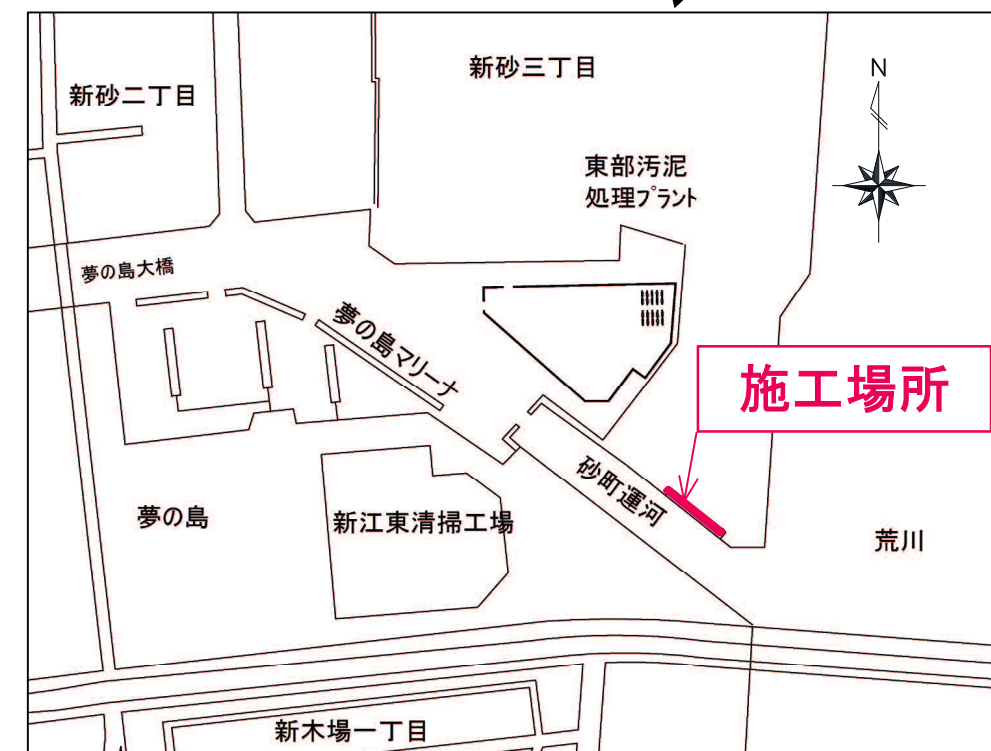 新砂三丁目
新砂二丁目
N
東部汚泥
処理プラント
夢の島大橋
夢の島マリーナ
施工場所
砂町運河
夢の島
新江東清掃工場
荒川
新木場一丁目